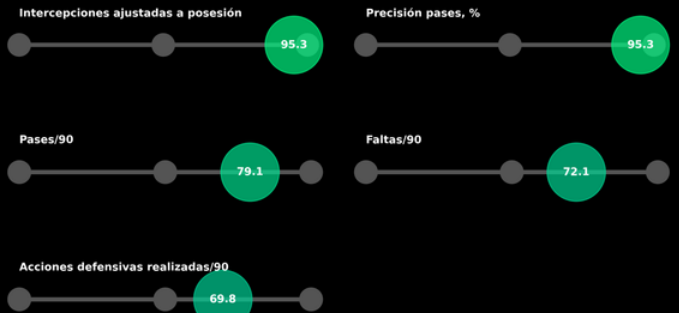 Intercepciones ajustadas a posesión
95.3
Precisión pases, %
95.3
Pases/90
79.1
Faltas/90
72.1
Acciones defensivas realizadas/90
69.8